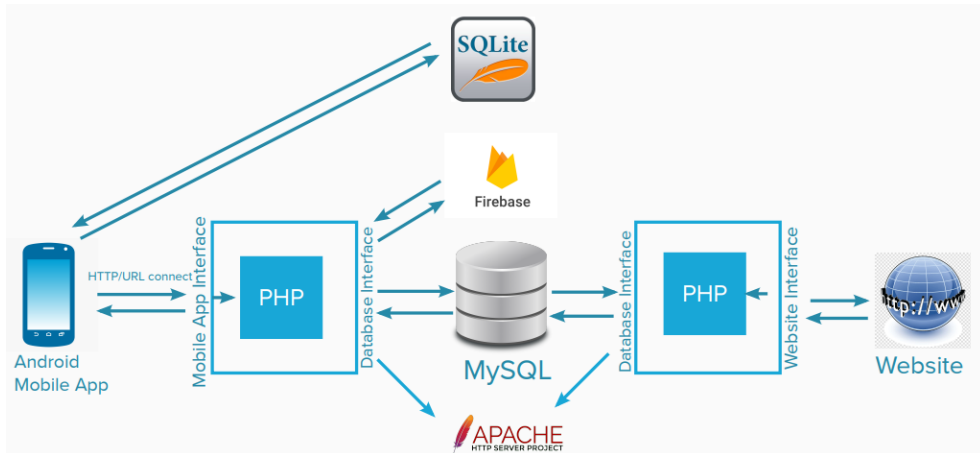 SQLite
Firebase
HTTP/URL connect
Mobile App Interface
PHP
Database Interface
MySQL
Database Interface
PHP
Website Interface
http://www
Android
Mobile App
Website
APACHE
HTTP SERVER PROJECT